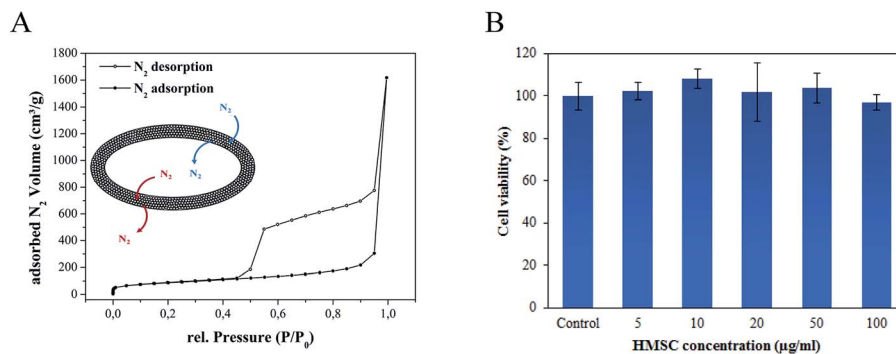 A
adsorbed N₂ Volume (cm³/g)
1800
1600
1400
1200
1000
800
600
400
200
0
N₂ desorption
N₂ adsorption
N₂
N₂
N₂
N₂
0,0
0,2
0,4
0,6
0,8
1,0
rel. Pressure (P/P₀)
B
Cell viability (%)
120
100
80
60
40
20
0
Control
5
10
20
50
100
HMSC concentration (µg/ml)